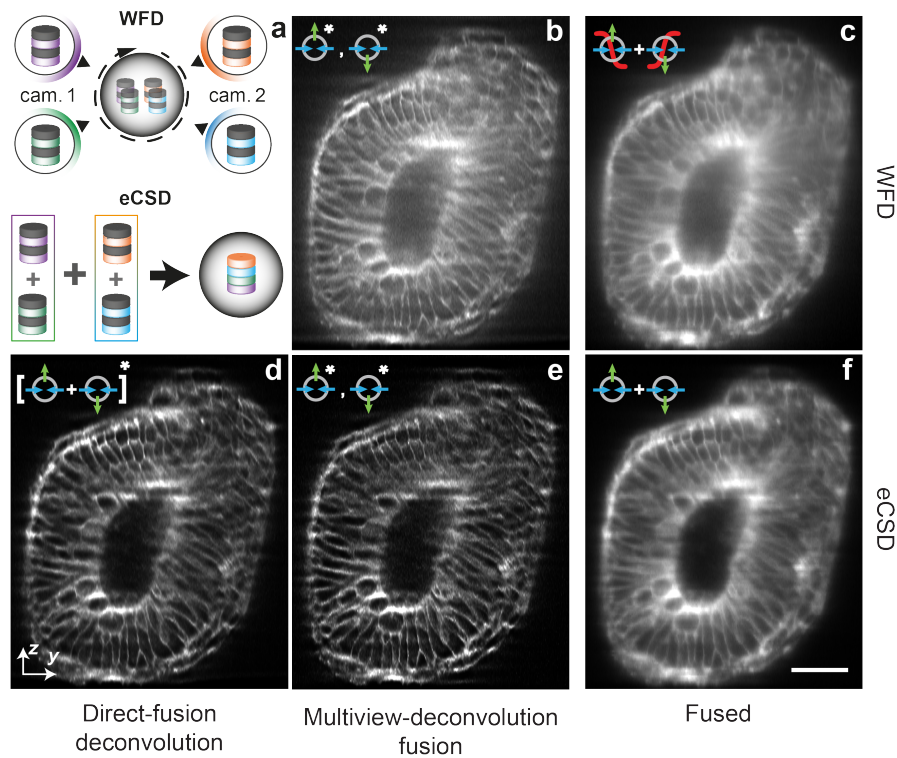 WFD
a
cam. 1
cam. 2
eCSD
+
+
+
b
* , *
c
+
WFD
d
[ + ]*
z
y
e
* , *
f
+
eCSD
Direct-fusion
deconvolution
Multiview-deconvolution
fusion
Fused